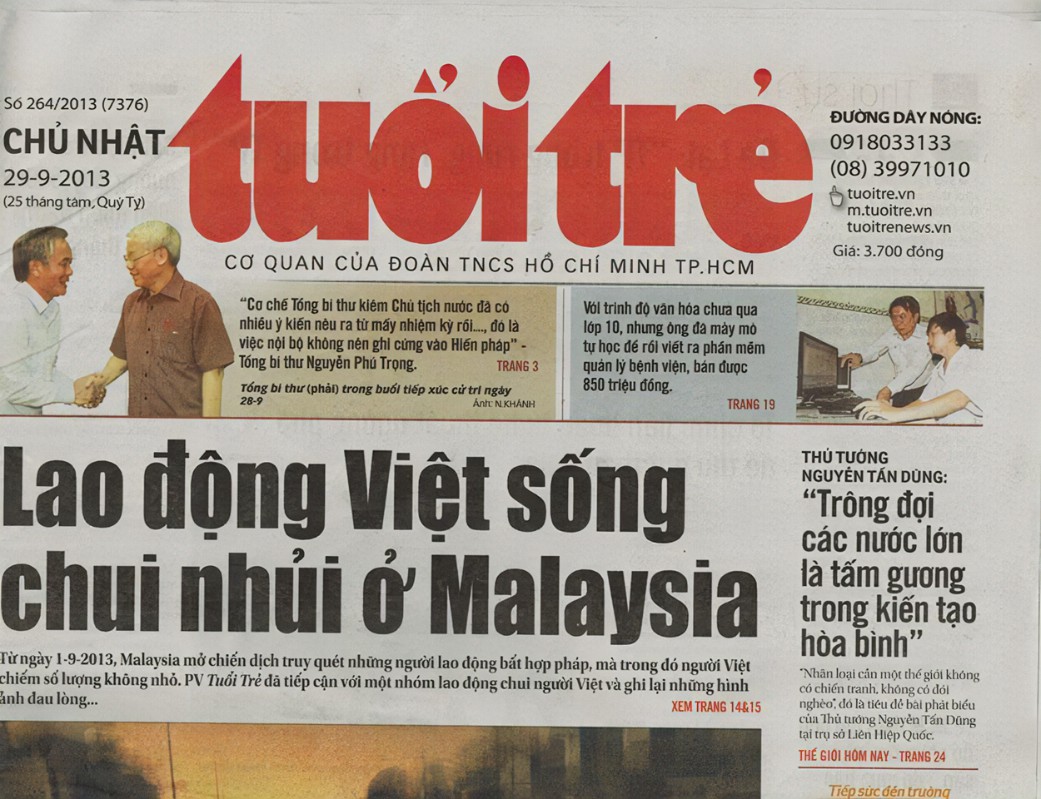 Số 264/2013 (7376)
CHỦ NHẬT
29-9-2013
(25 tháng tám, Quý Tỵ)
tuổi trẻ
CƠ QUAN CỦA ĐOÀN TNCS HỒ CHÍ MINH TP.HCM
ĐƯỜNG DÂY NÓNG:
0918033133
(08) 39971010
tuoitre.vn
m.tuoitre.vn
tuoitrenews.vn
Giá: 3.700 đồng
“Cơ chế Tổng bí thư kiêm Chủ tịch nước đã có
nhiều ý kiến nêu ra từ mấy nhiệm kỳ rồi..., đó là
việc nội bộ không nên ghi cứng vào Hiến pháp” -
Tổng bí thư Nguyễn Phú Trọng.
TRANG 3
Tổng bí thư (phải) trong buổi tiếp xúc cử tri ngày
28-9
Ảnh: N.KHÁNH
Với trình độ văn hóa chưa qua
lớp 10, nhưng ông đã mày mò
tự học để rồi viết ra phần mềm
quản lý bệnh viện, bán được
850 triệu đồng.
TRANG 19
Lao động Việt sống
chui nhủi ở Malaysia
Từ ngày 1-9-2013, Malaysia mở chiến dịch truy quét những người lao động bất hợp pháp, mà trong đó người Việt
chiếm số lượng không nhỏ. PV Tuổi Trẻ đã tiếp cận với một nhóm lao động chui người Việt và ghi lại những hình
ảnh đau lòng...
XEM TRANG 14&15
THỦ TƯỚNG
NGUYỄN TẤN DŨNG:
“Trông đợi
các nước lớn
là tấm gương
trong kiến tạo
hòa bình”
“Nhân loại cần một thế giới không
có chiến tranh, không có đói
nghèo”, đó là tiêu đề bài phát biểu
của Thủ tướng Nguyễn Tấn Dũng
tại trụ sở Liên Hiệp Quốc.
THẾ GIỚI HÔM NAY - TRANG 24
Tiếp sức đến trường